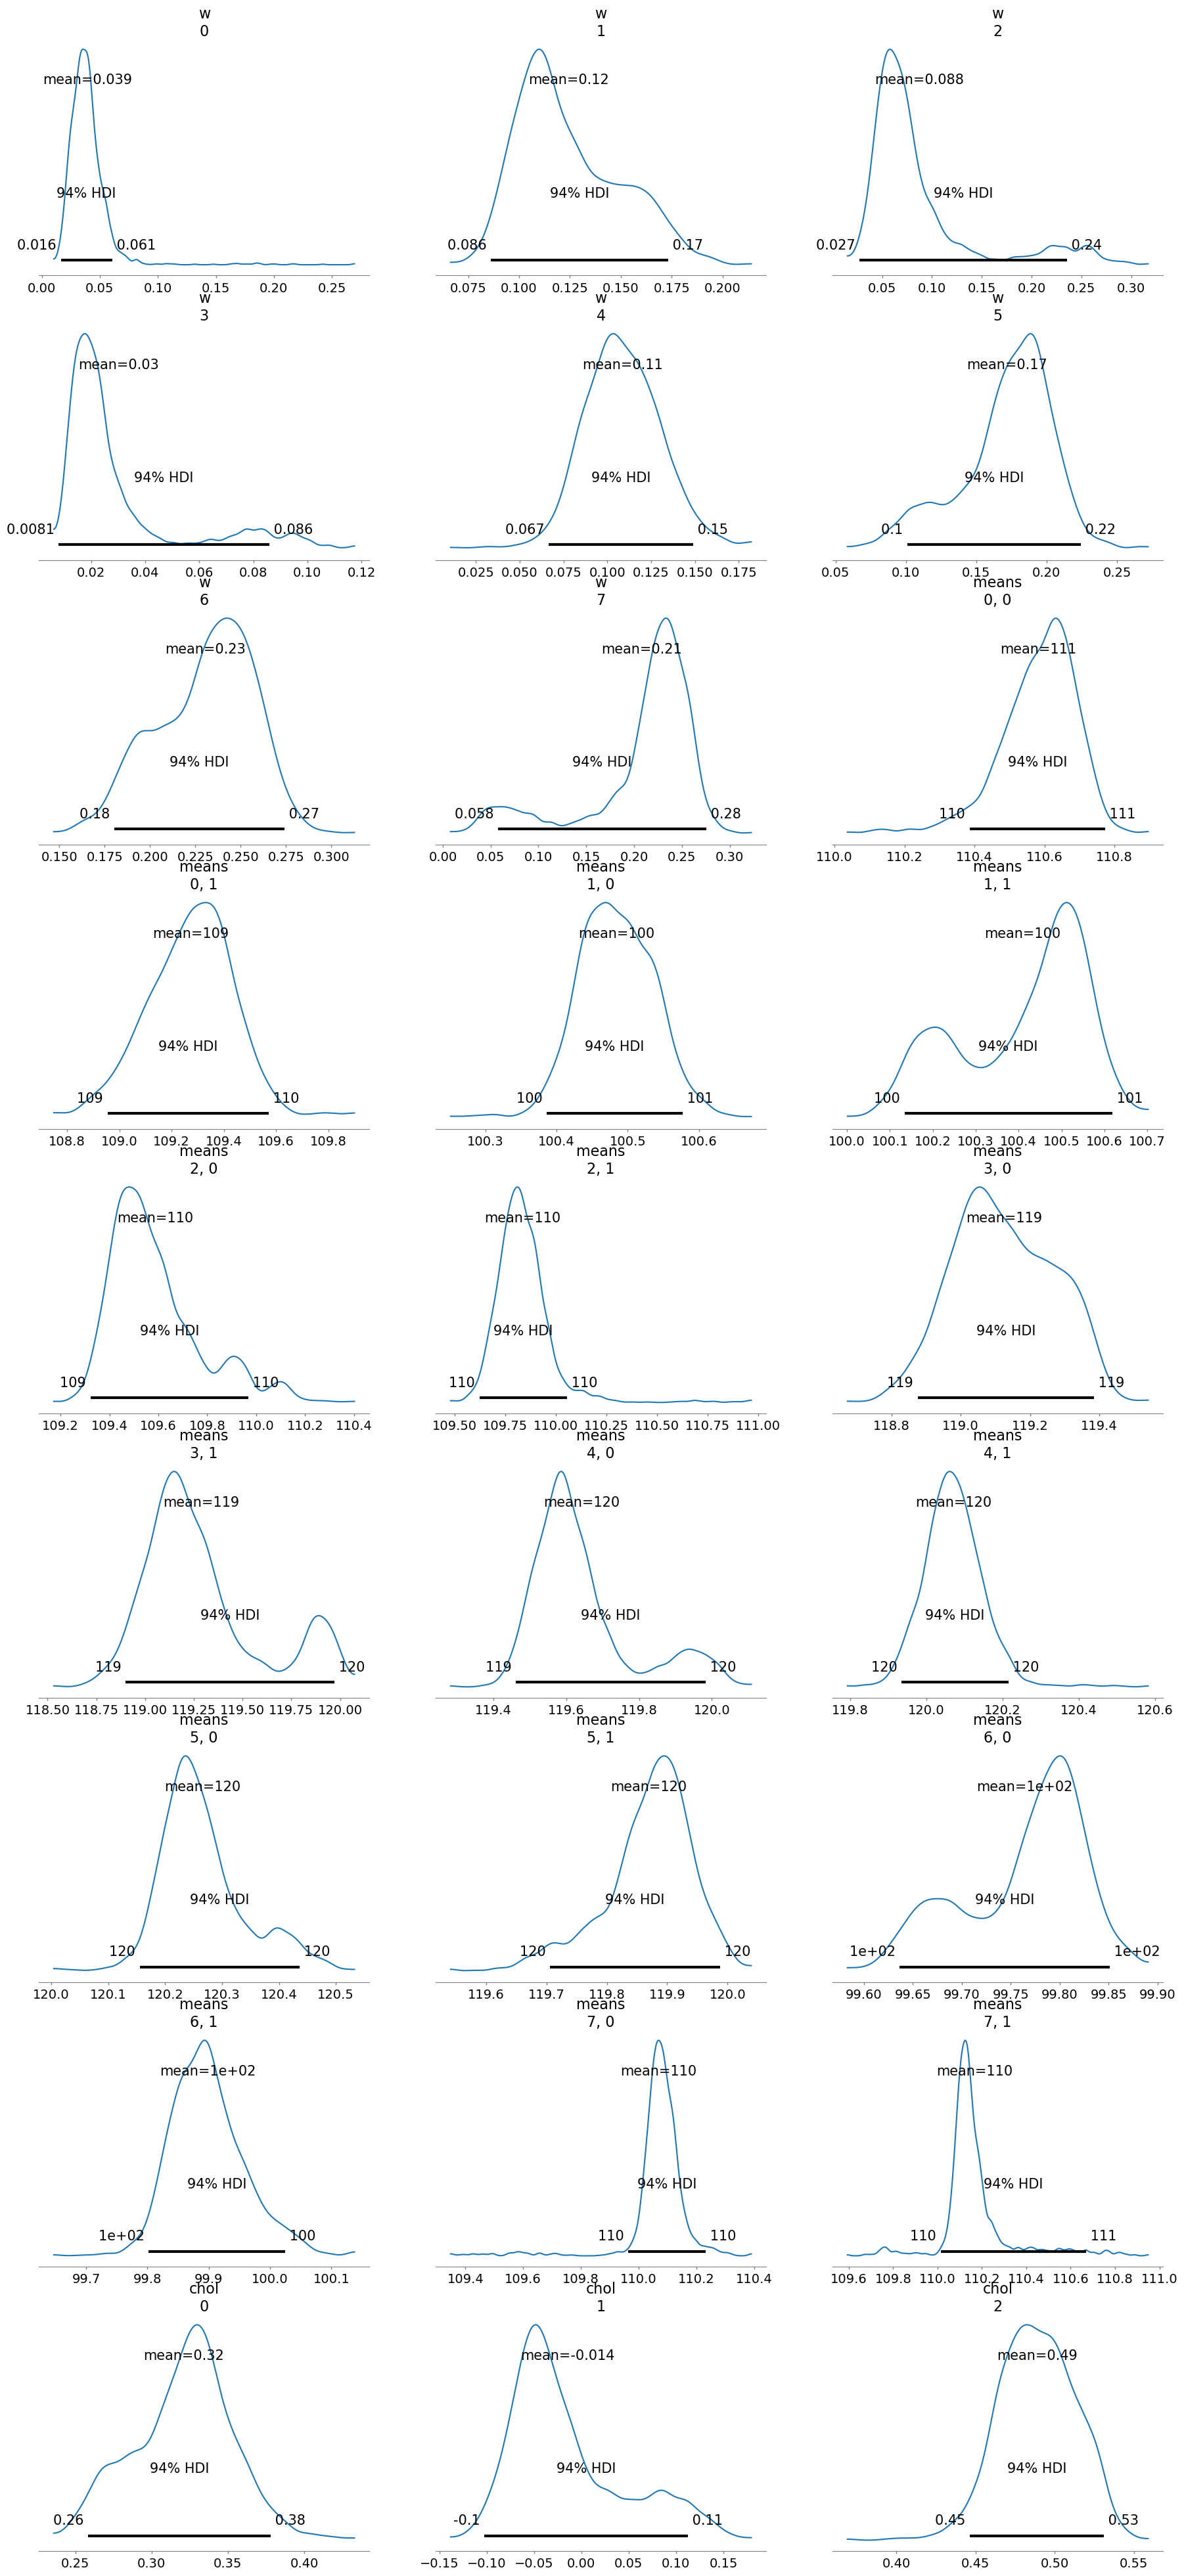 w w w
0 1 2
mean=0.039 mean=0.12 mean=0.088
94% HDI 94% HDI 94% HDI
0.016 0.061 0.086 0.17 0.027 0.24
0.00 0.05 0.10 0.15 0.20 0.25 0.075 0.100 0.125 0.150 0.175 0.200 0.05 0.10 0.15 0.20 0.25 0.30
w w w
3 4 5
mean=0.03 mean=0.11 mean=0.17
94% HDI 94% HDI 94% HDI
0.0081 0.086 0.067 0.15 0.1 0.22
0.02 0.04 0.06 0.08 0.10 0.12 0.025 0.050 0.075 0.100 0.125 0.150 0.175 0.05 0.10 0.15 0.20 0.25
w w means
6 7 0, 0
mean=0.23 mean=0.21 mean=111
94% HDI 94% HDI 94% HDI
0.18 0.27 0.058 0.28 110 111
0.150 0.175 0.200 0.225 0.250 0.275 0.300 0.00 0.05 0.10 0.15 0.20 0.25 0.30 110.0 110.2 110.4 110.6 110.8
means means means
0, 1 1, 0 1, 1
mean=109 mean=100 mean=100
94% HDI 94% HDI 94% HDI
109 110 100 101 100 101
108.8 109.0 109.2 109.4 109.6 109.8 100.3 100.4 100.5 100.6 100.0 100.1 100.2 100.3 100.4 100.5 100.6 100.7
means means means
2, 0 2, 1 3, 0
mean=110 mean=110 mean=119
94% HDI 94% HDI 94% HDI
109 110 110 110 119 119
109.2 109.4 109.6 109.8 110.0 110.2 110.4 109.50 109.75 110.00 110.25 110.50 110.75 111.00 118.8 119.0 119.2 119.4
means means means
3, 1 4, 0 4, 1
mean=119 mean=120 mean=120
94% HDI 94% HDI 94% HDI
119 120 119 120 120 120
118.50 118.75 119.00 119.25 119.50 119.75 120.00 119.4 119.6 119.8 120.0 119.8 120.0 120.2 120.4 120.6
means means means
5, 0 5, 1 6, 0
mean=120 mean=120 mean=1e+02
94% HDI 94% HDI 94% HDI
120 120 120 120 1e+02 1e+02
120.0 120.1 120.2 120.3 120.4 120.5 119.6 119.7 119.8 119.9 120.0 99.60 99.65 99.70 99.75 99.80 99.85 99.90
means means means
6, 1 7, 0 7, 1
mean=1e+02 mean=110 mean=110
94% HDI 94% HDI 94% HDI
1e+02 100 110 110 110 111
99.7 99.8 99.9 100.0 100.1 109.4 109.6 109.8 110.0 110.2 110.4 109.6 109.8 110.0 110.2 110.4 110.6 110.8 111.0
chol chol chol
0 1 2
mean=0.32 mean=-0.014 mean=0.49
94% HDI 94% HDI 94% HDI
0.26 0.38 -0.1 0.11 0.45 0.53
0.25 0.30 0.35 0.40 −0.15 −0.10 −0.05 0.00 0.05 0.10 0.15 0.40 0.45 0.50 0.55